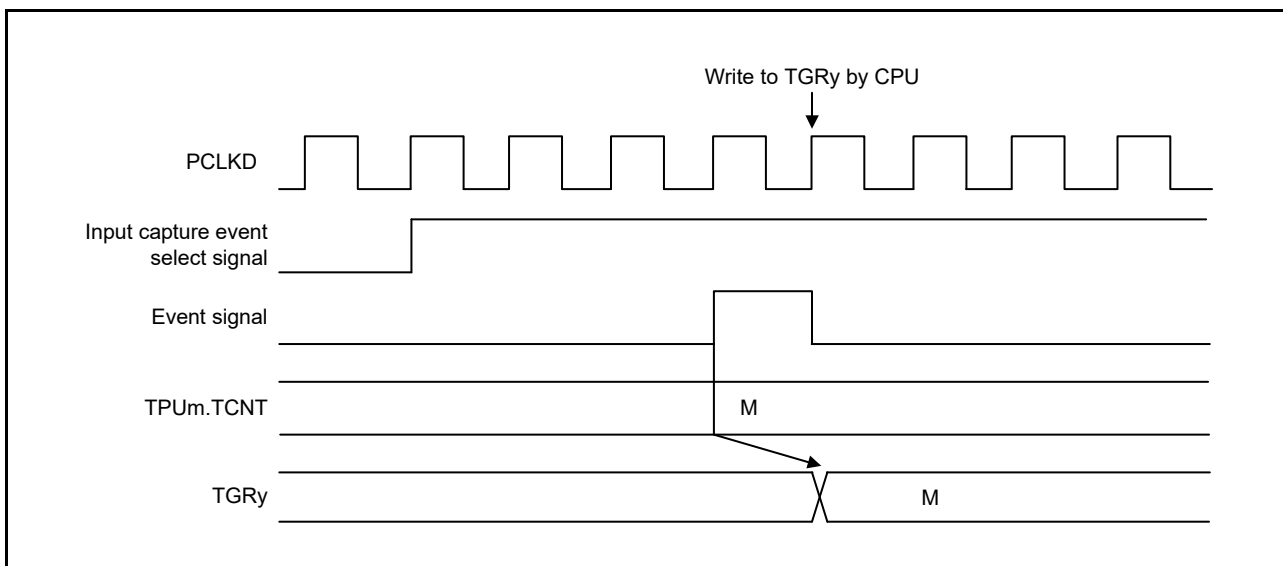 Write to TGRy by CPU
PCLKD
Input capture event
select signal
Event signal
TPUm.TCNT
M
TGRy
M